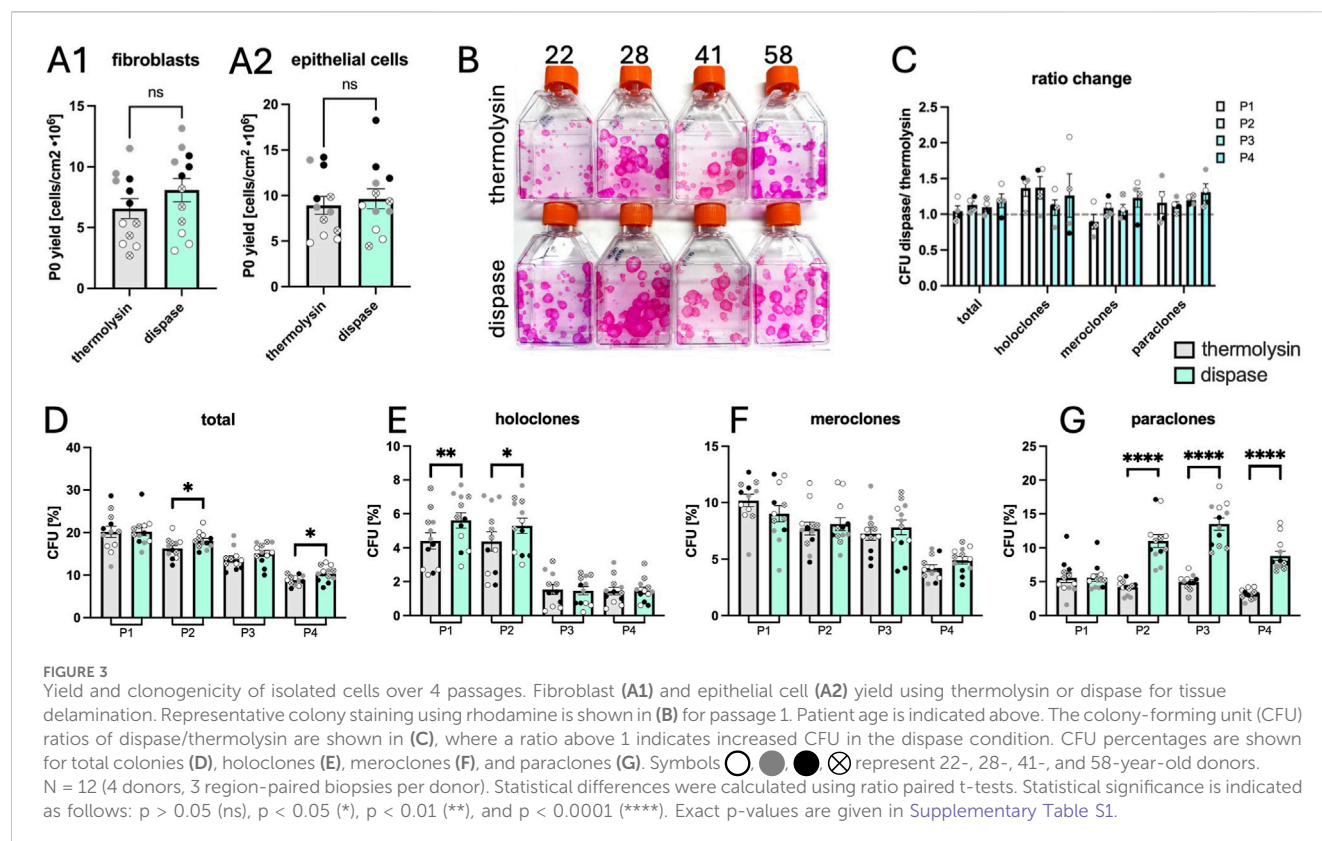 A1
fibroblasts
ns
P0 yield [cells/cm2 •10⁶]
15
10
5
0
thermolysin
dispase
A2
epithelial cells
ns
P0 yield [cells/cm² •10⁶]
20
15
10
5
0
thermolysin
dispase
B
22 28 41 58
thermolysin
dispase
C
ratio change
CFU dispase/ thermolysin
2.5
2.0
1.5
1.0
0.5
0.0
P1
P2
P3
P4
total
holoclones
meroclones
paraclones
thermolysin
dispase
D
total
CFU [%]
40
30
20
10
0
*
*
P1 P2 P3 P4
E
holoclones
CFU [%]
10
8
6
4
2
0
**
*
P1 P2 P3 P4
F
meroclones
CFU [%]
15
10
5
0
P1 P2 P3 P4
G
paraclones
CFU [%]
25
20
15
10
5
0
****
****
****
P1 P2 P3 P4
FIGURE 3
Yield and clonogenicity of isolated cells over 4 passages. Fibroblast (A1) and epithelial cell (A2) yield using thermolysin or dispase for tissue
delamination. Representative colony staining using rhodamine is shown in (B) for passage 1. Patient age is indicated above. The colony-forming unit (CFU)
ratios of dispase/thermolysin are shown in (C), where a ratio above 1 indicates increased CFU in the dispase condition. CFU percentages are shown
for total colonies (D), holoclones (E), meroclones (F), and paraclones (G). Symbols ○, ●, ●, ⊗ represent 22-, 28-, 41-, and 58-year-old donors.
N = 12 (4 donors, 3 region-paired biopsies per donor). Statistical differences were calculated using ratio paired t-tests. Statistical significance is indicated
as follows: p > 0.05 (ns), p < 0.05 (*), p < 0.01 (**), and p < 0.0001 (****). Exact p-values are given in Supplementary Table S1.